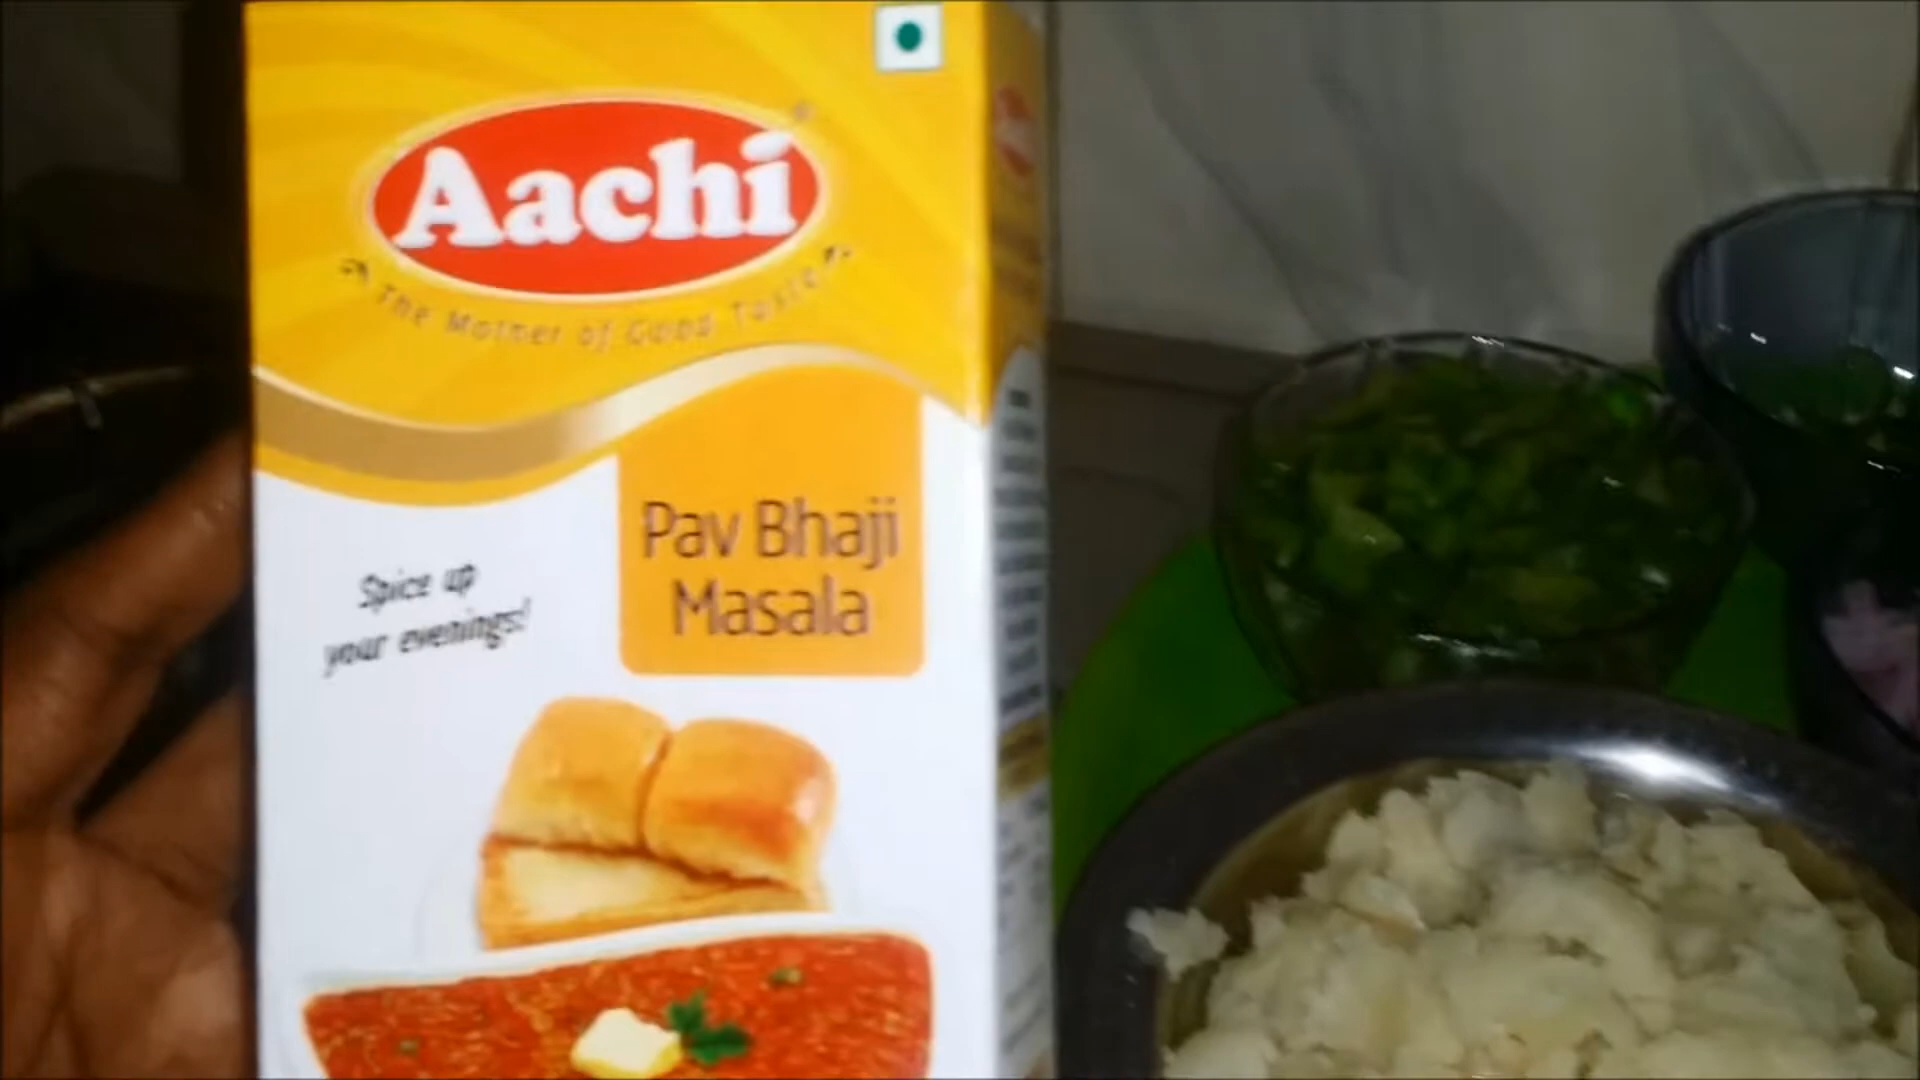 Aachi
The Mother of Good Taste
Pav Bhaji
Masala
Spice up
your evenings!